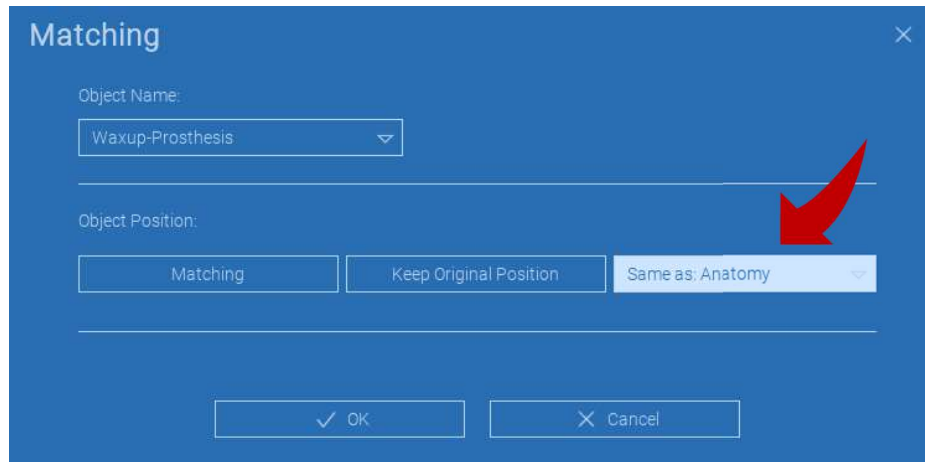 Matching
Object Name:
Waxup-Prosthesis
Object Position:
Matching
Keep Original Position
Same as: Anatomy
OK
Cancel